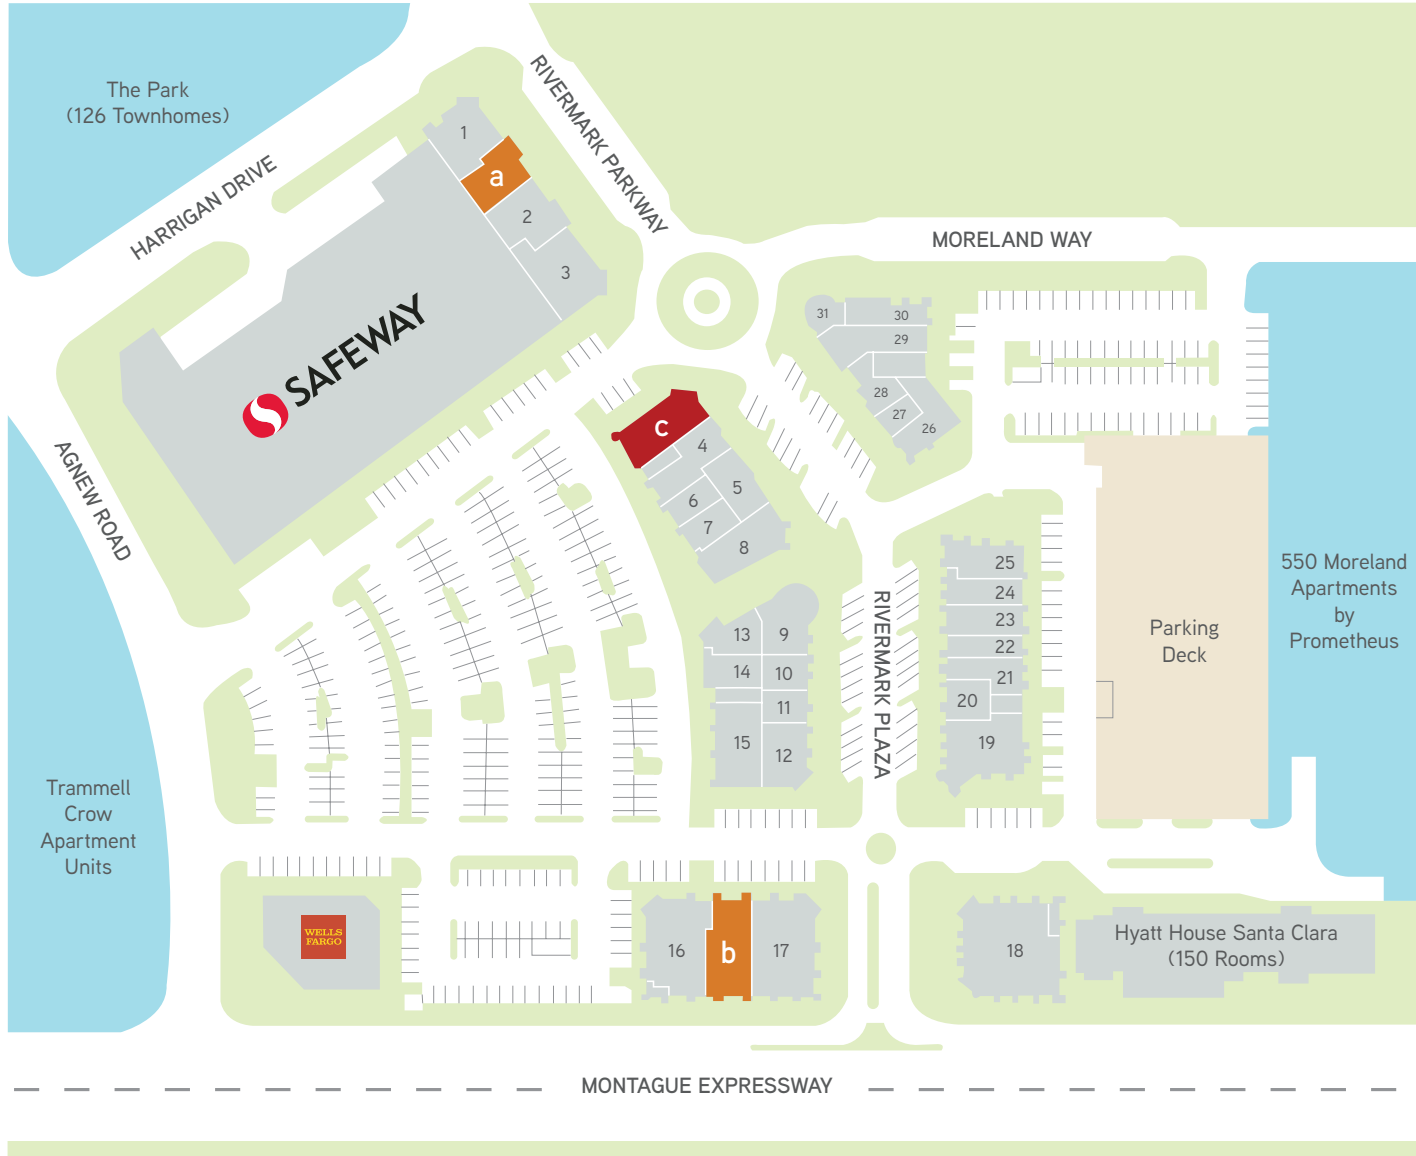 The Park
(126 Townhomes)
HARRIGAN DRIVE
RIVERMARK PARKWAY
MORELAND WAY
1
a
2
3
SAFEWAY
AGNEW ROAD
31
30
29
28
27
26
c
4
5
6
7
8
25
24
23
22
21
20
19
RIVERMARK PLAZA
13
9
14
10
11
15
12
Parking
Deck
550 Moreland
Apartments
by
Prometheus
Trammell
Crow
Apartment
Units
WELLS
FARGO
16
b
17
18
Hyatt House Santa Clara
(150 Rooms)
MONTAGUE EXPRESSWAY